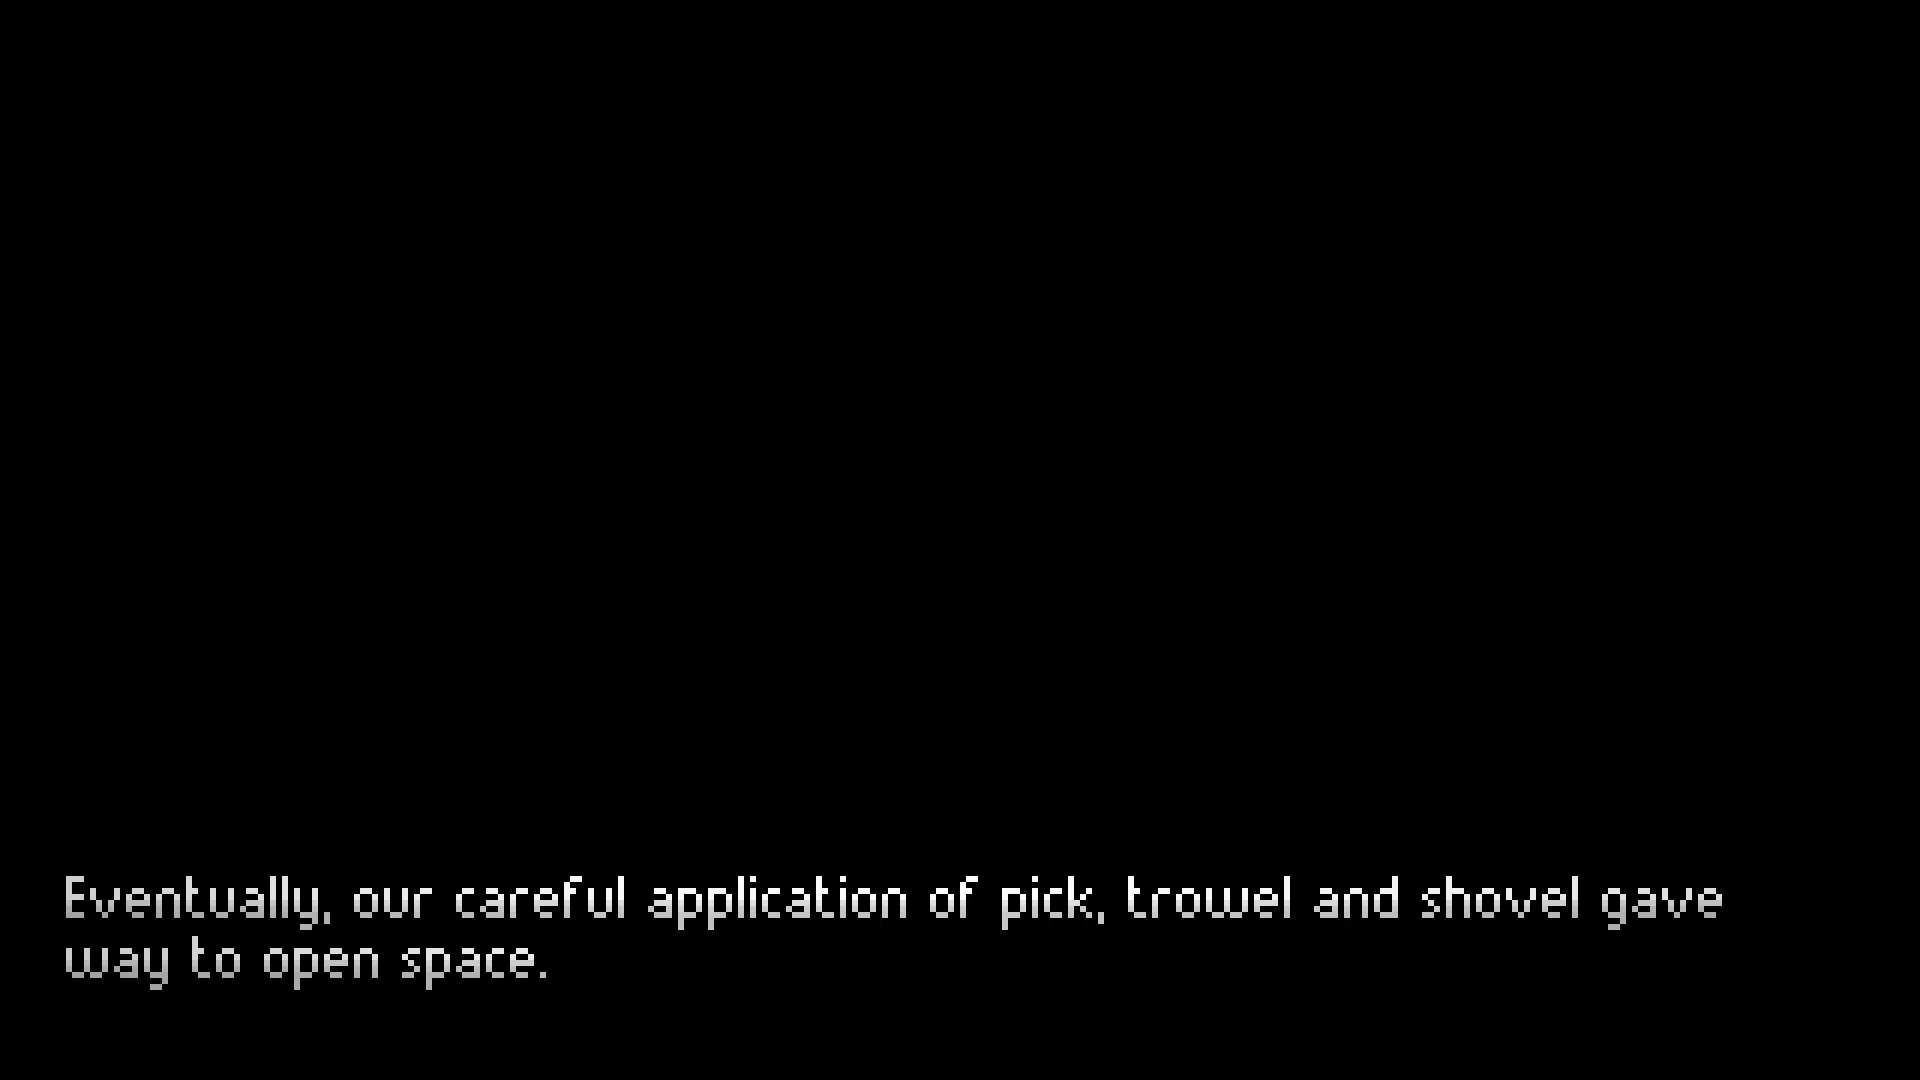 Eventually, our careful application of pick, trowel and shovel gave
way to open space.